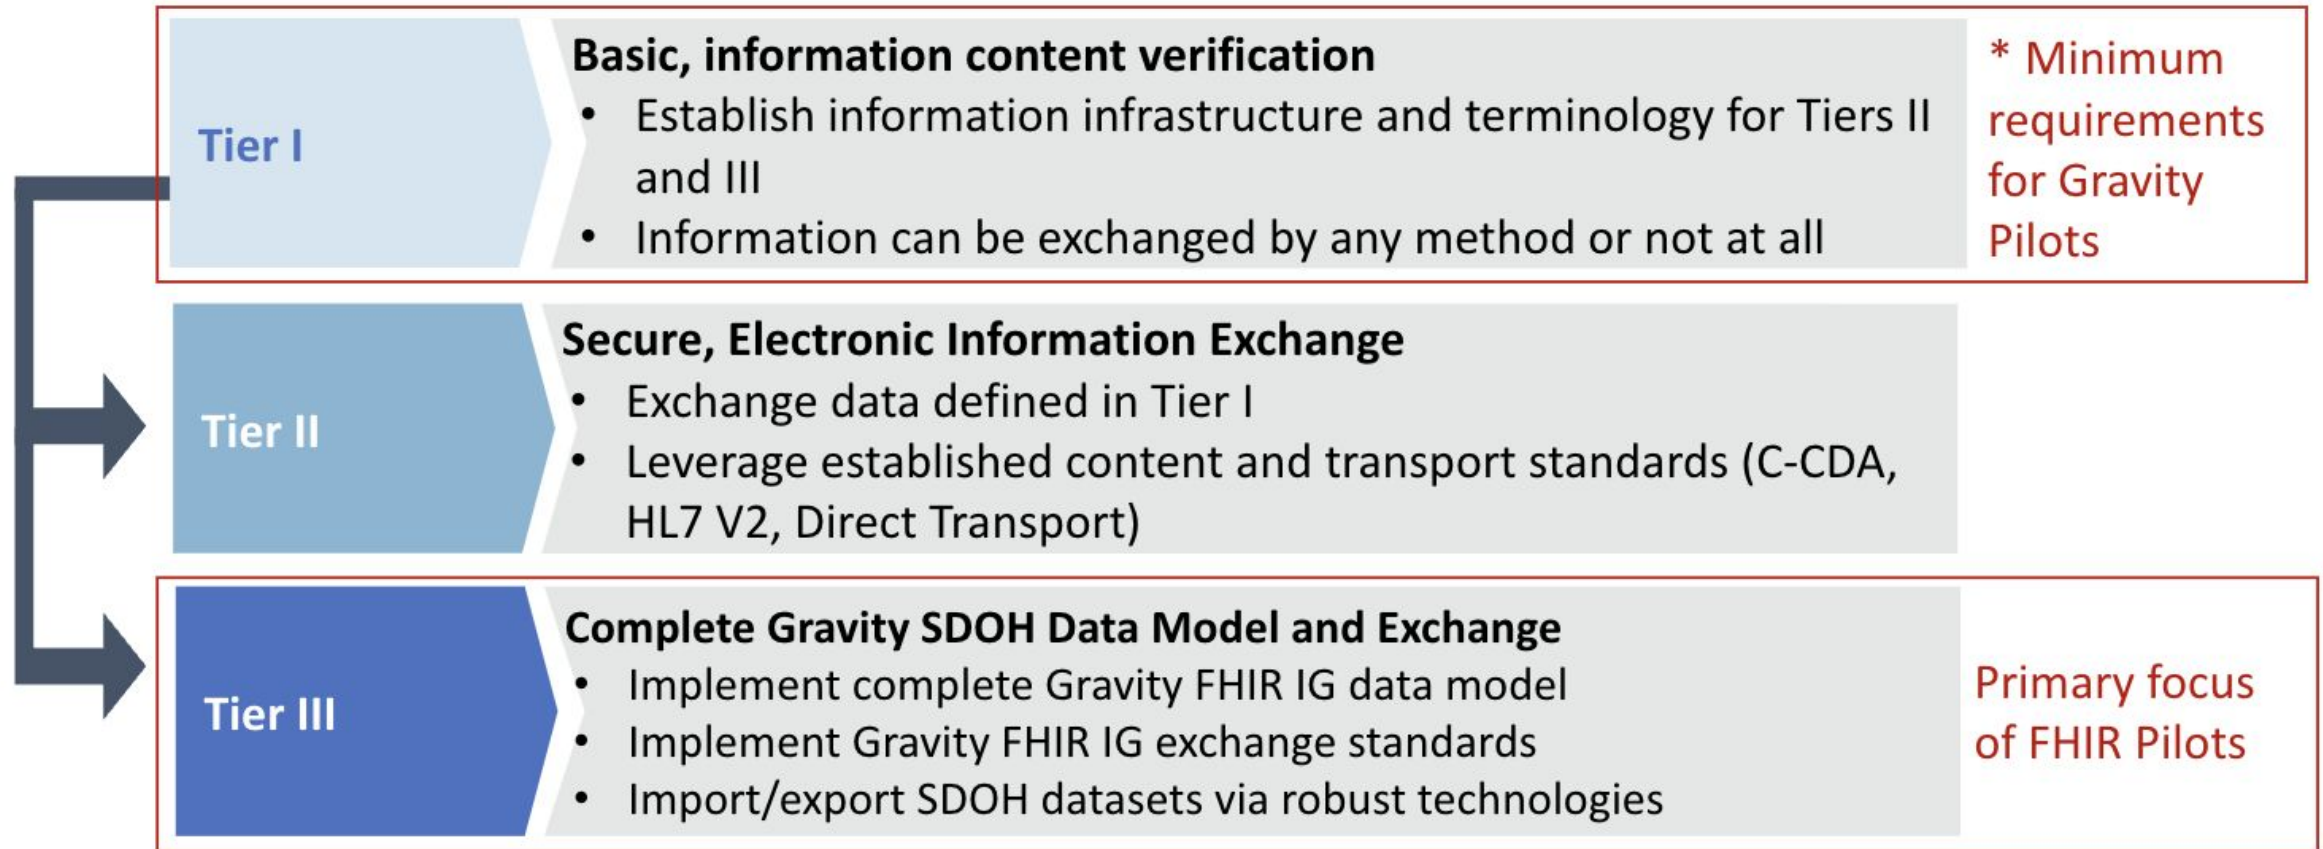 Tier I
Basic, information content verification
• Establish information infrastructure and terminology for Tiers II
and III
• Information can be exchanged by any method or not at all
* Minimum
requirements
for Gravity
Pilots
Tier II
Secure, Electronic Information Exchange
• Exchange data defined in Tier I
• Leverage established content and transport standards (C-CDA,
HL7 V2, Direct Transport)
Tier III
Complete Gravity SDOH Data Model and Exchange
• Implement complete Gravity FHIR IG data model
• Implement Gravity FHIR IG exchange standards
• Import/export SDOH datasets via robust technologies
Primary focus
of FHIR Pilots